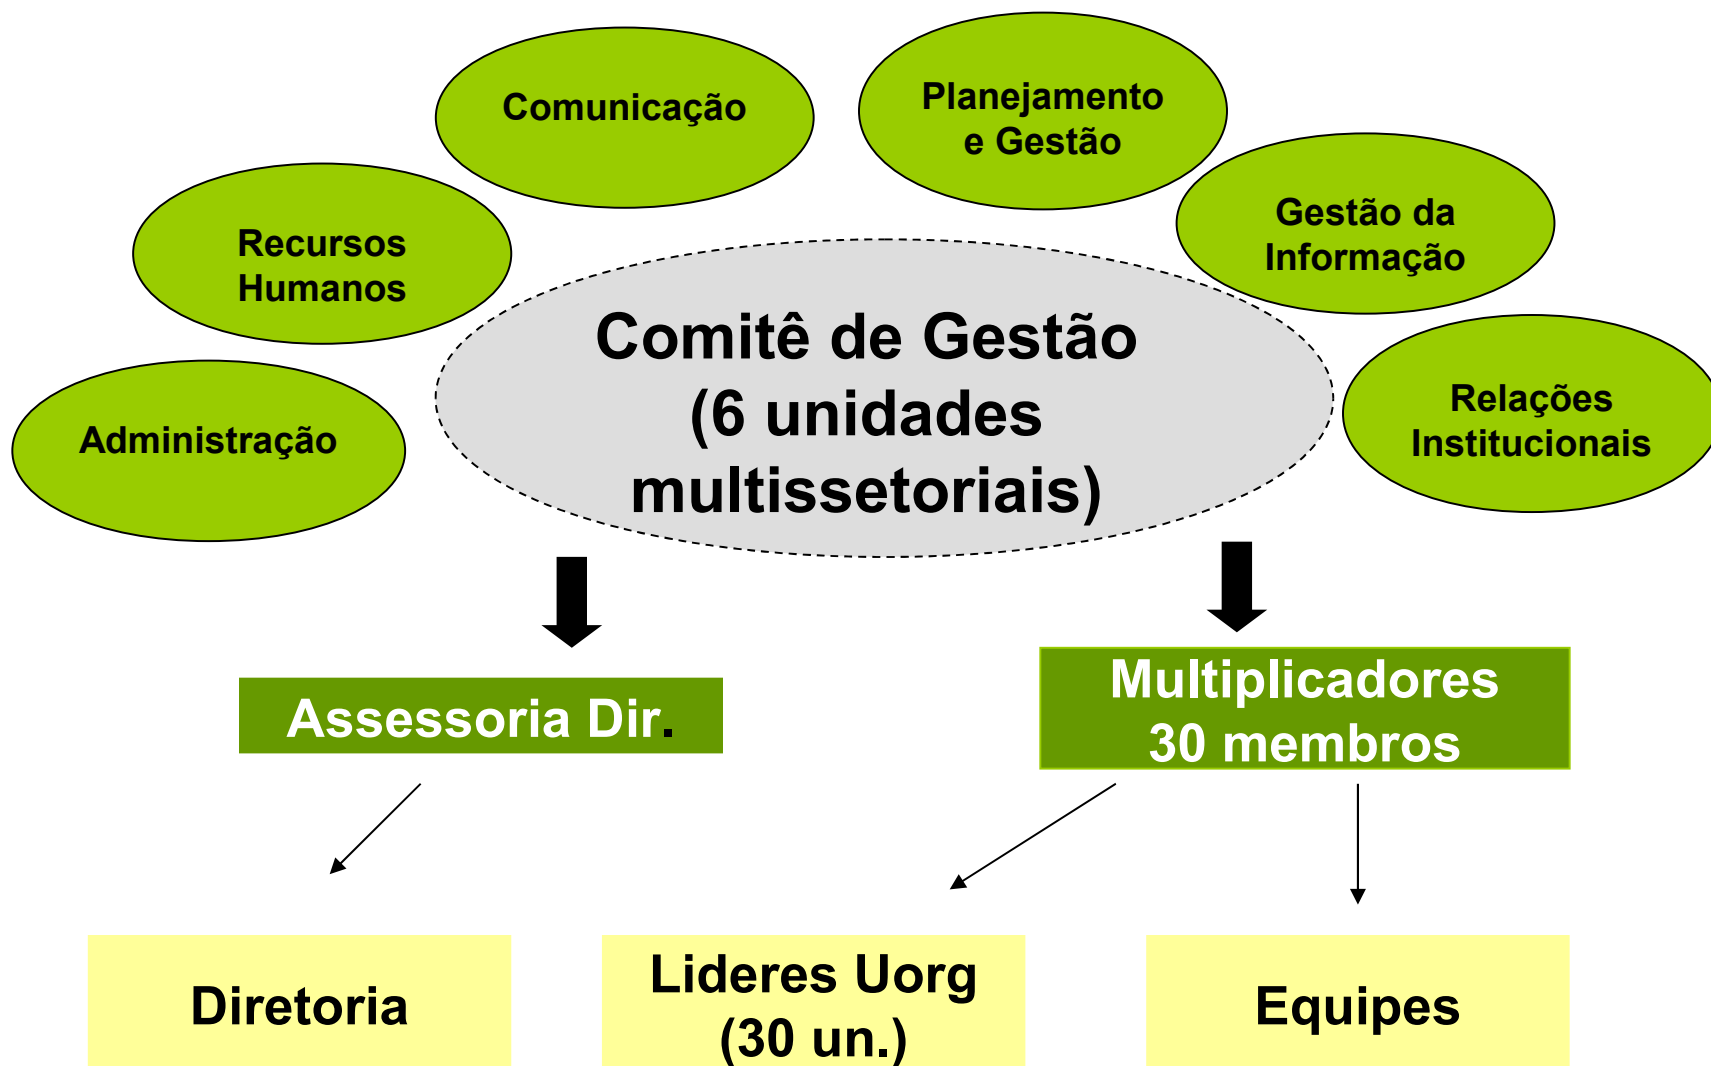 Comunicação
Planejamento
e Gestão
Gestão da
Informação
Recursos
Humanos
Comitê de Gestão
(6 unidades
multissetoriais)
Relações
Institucionais
Administração
Assessoria Dir.
Multiplicadores
30 membros
Diretoria
Lideres Uorg
(30 un.)
Equipes